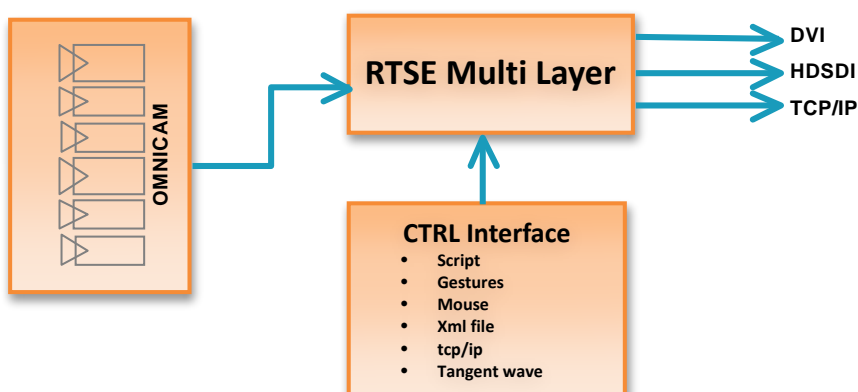 OMNICAM
RTSE Multi Layer
DVI
HDSDI
TCP/IP
CTRL Interface
• Script
• Gestures
• Mouse
• Xml file
• tcp/ip
• Tangent wave